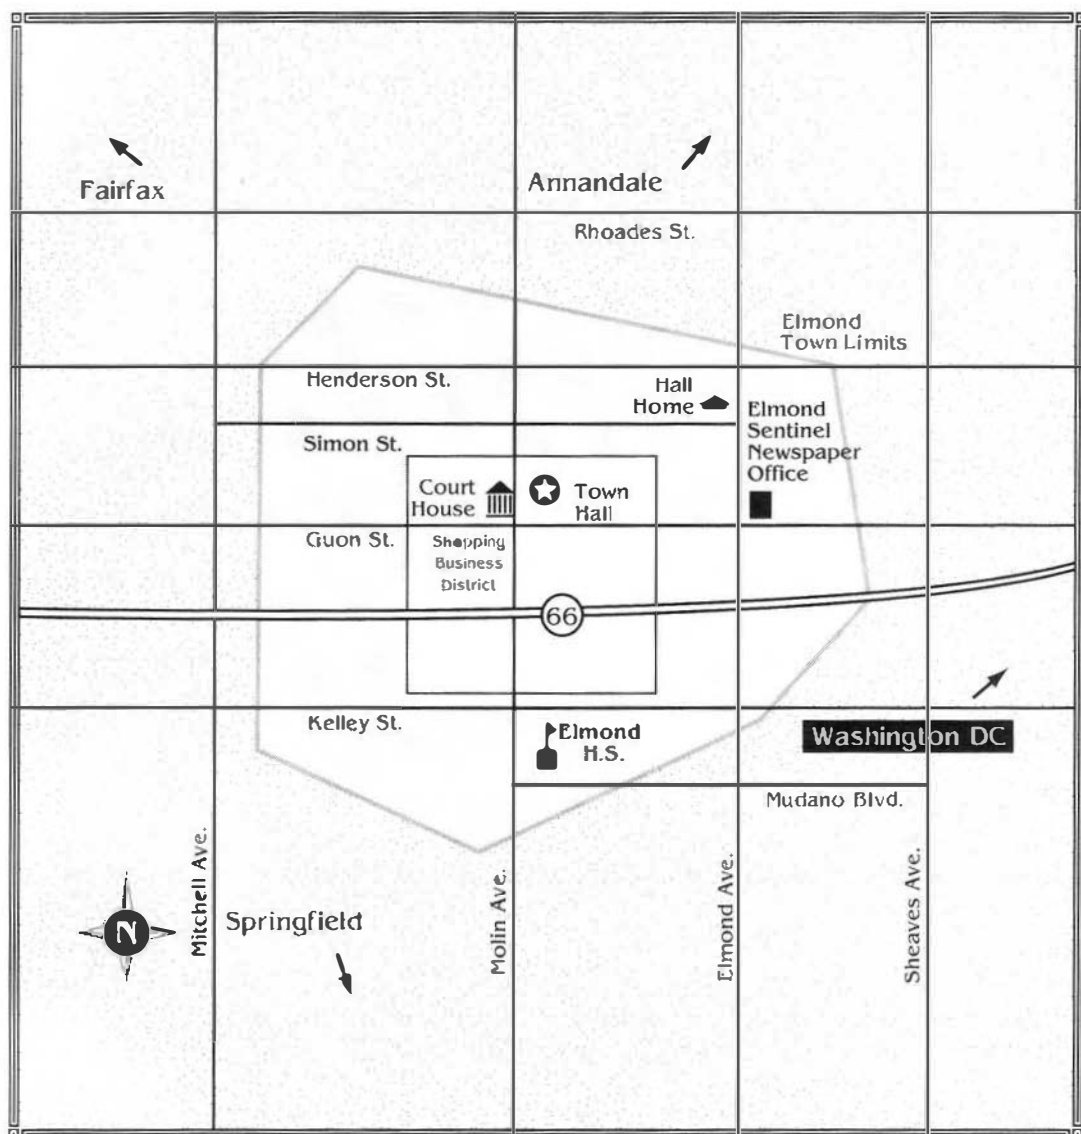 Fairfax
Annandale
Rhoades St.
Elmond
Town Limits
Henderson St.
Hall
Home
Elmond
Sentinel
Newspaper
Office
Simon St.
Court
House
Town
Hall
Guon St.
Shopping
Business
District
66
Kelley St.
Elmond
H.S.
Washington DC
Mudano Blvd.
Mitchell Ave.
Molin Ave.
Elmond Ave.
Sheaves Ave.
N
Springfield